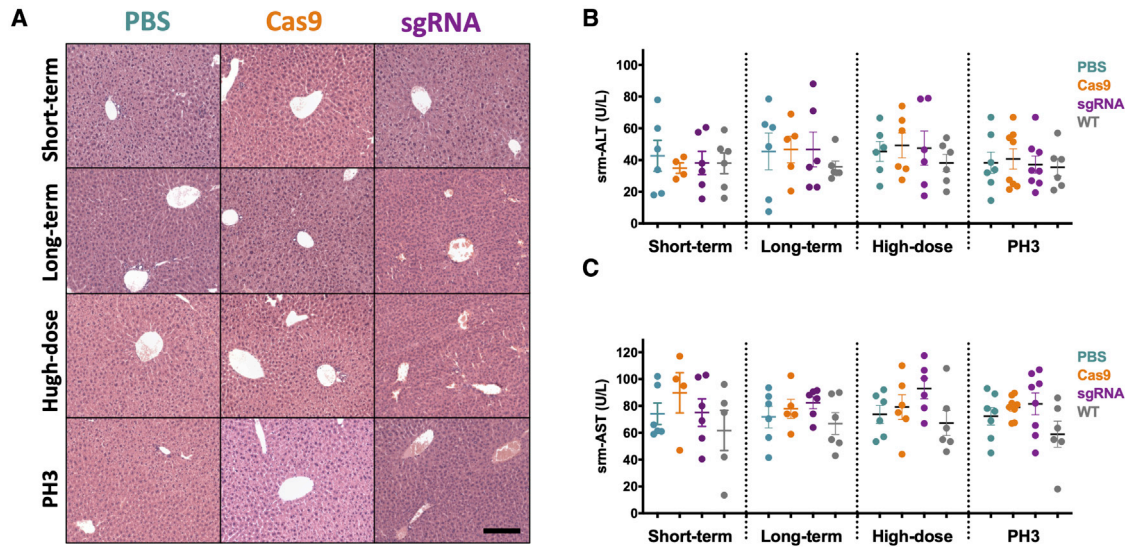 A
PBS Cas9 sgRNA
Short-term
Long-term
Hugh-dose
PH3
B
srm-ALT (U/L)
100
80
60
40
20
0
Short-term Long-term High-dose PH3
PBS
Cas9
sgRNA
WT
C
srm-AST (U/L)
120
100
80
60
40
20
0
Short-term Long-term High-dose PH3
PBS
Cas9
sgRNA
WT